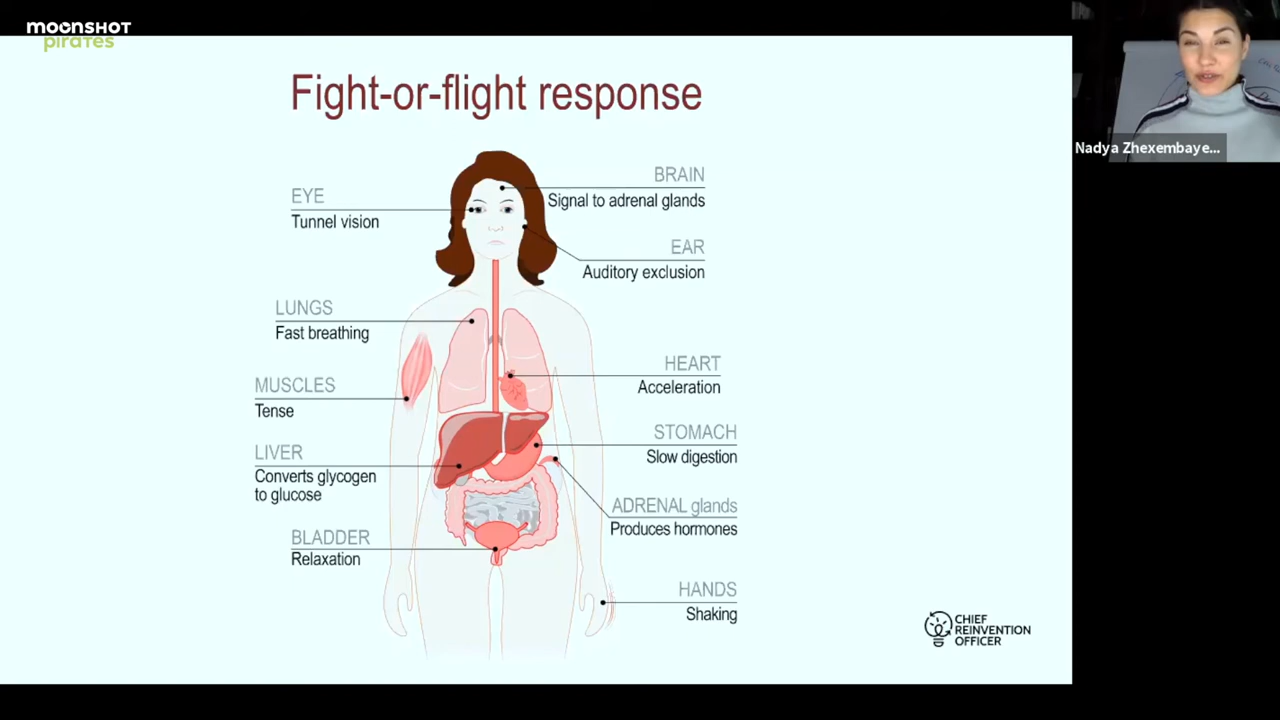 MOONSHOT
pirates
Fight-or-flight response
EYE
Tunnel vision
BRAIN
Signal to adrenal glands
EAR
Auditory exclusion
LUNGS
Fast breathing
HEART
Acceleration
MUSCLES
Tense
STOMACH
Slow digestion
LIVER
Converts glycogen
to glucose
ADRENAL glands
Produces hormones
BLADDER
Relaxation
HANDS
Shaking
CHIEF
REINVENTION
OFFICER
Nadya Zhexembaye...